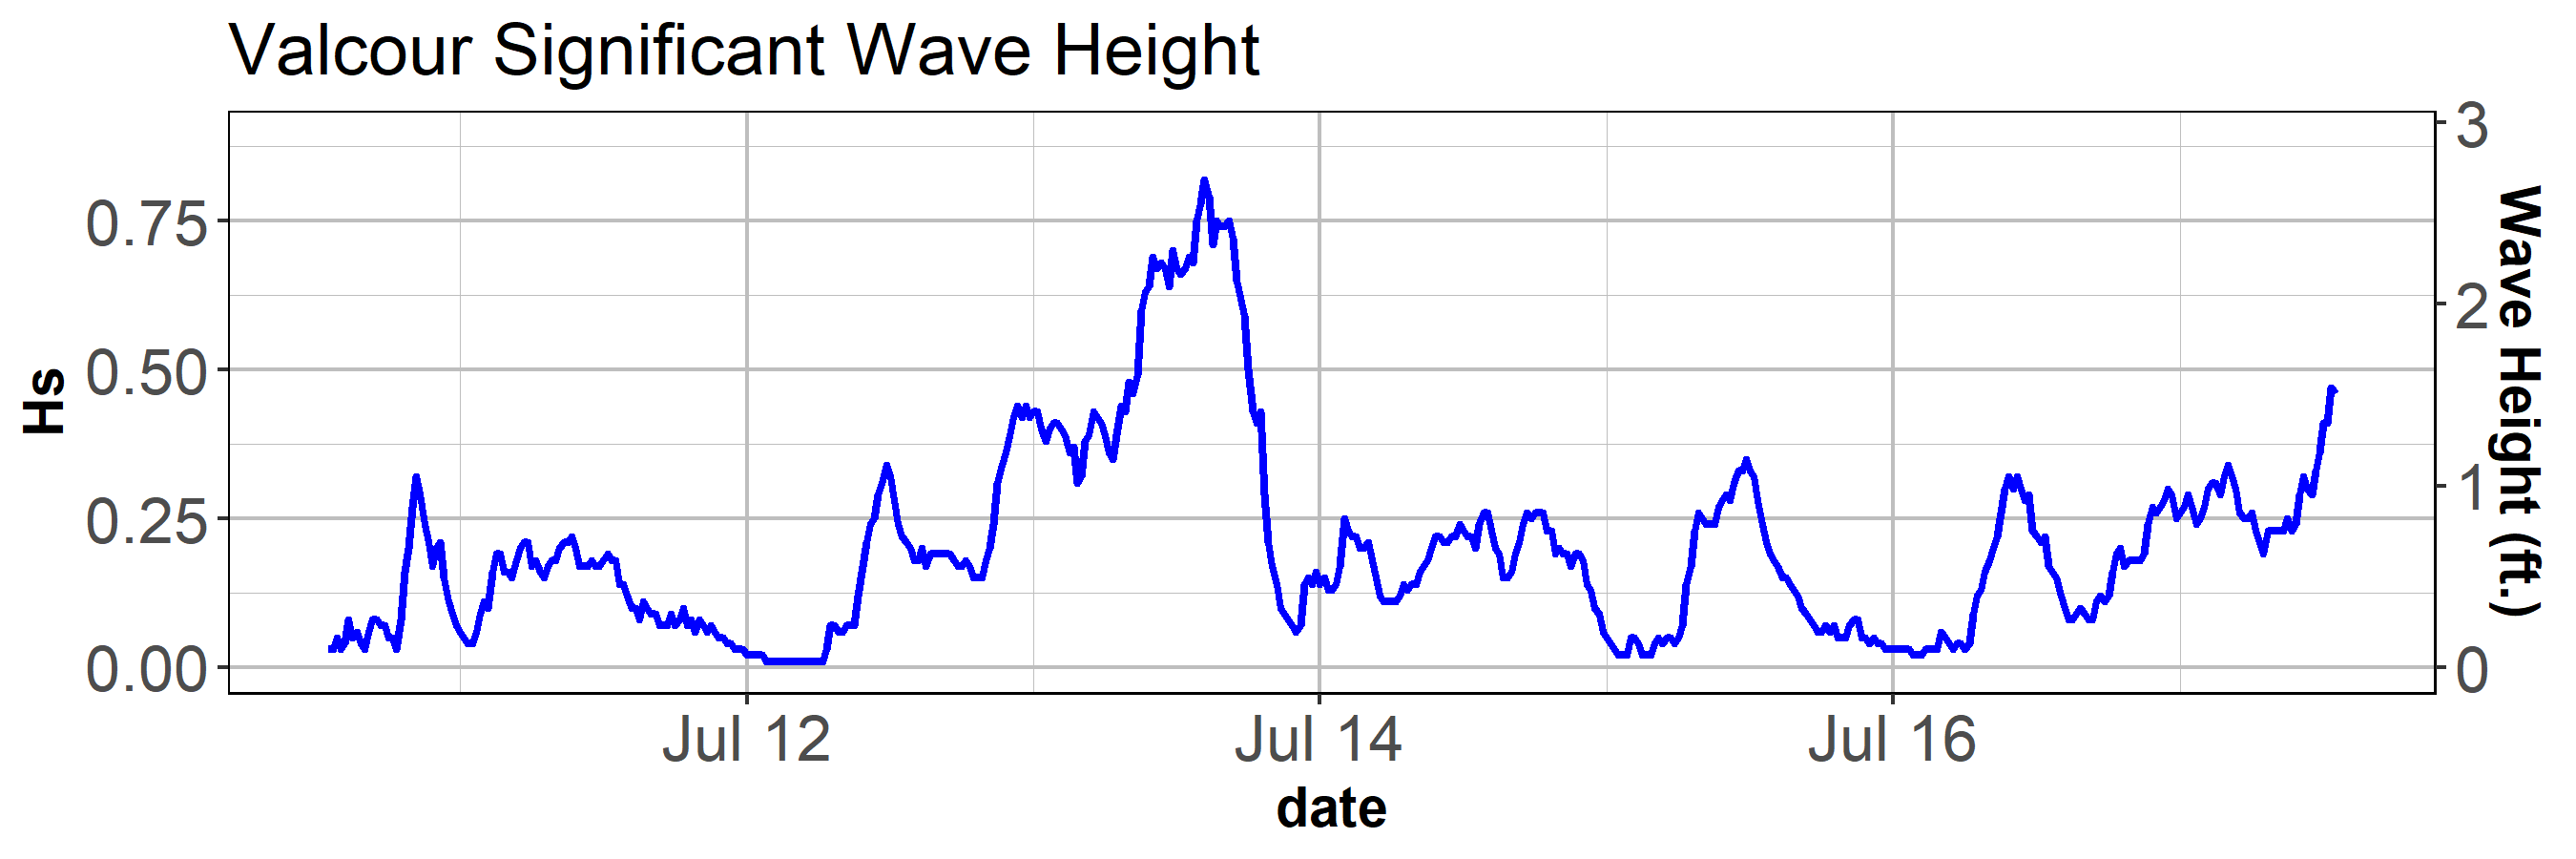 Valcour Significant Wave Height
Hs
0.75
0.50
0.25
0.00
3
2
1
0
Wave Height (ft.)
Jul 12
Jul 14
Jul 16
date